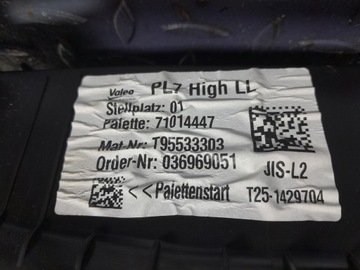 Valeo PL7 High LL
Stellplatz: 01
Palette: 71014447
Mat-Nr: T95533303
Order-Nr: 036969051
JIS-L2
<<Palettenstart T25-1429704